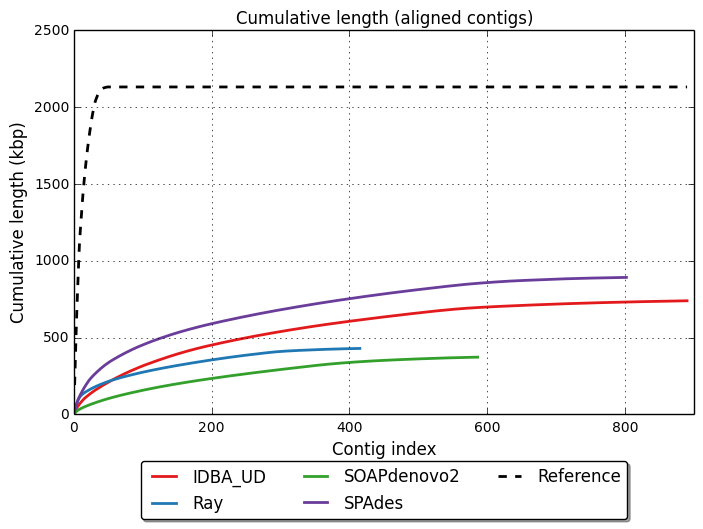 Cumulative length (aligned contigs)
2500
2000
1500
1000
500
0
Cumulative length (kbp)
0 200 400 600 800
Contig index
IDBA_UD SOAPdenovo2 Reference
Ray SPAdes